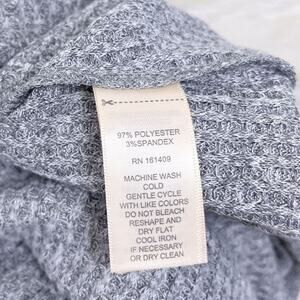 97% POLYESTER
3%SPANDEX
RN 161409
MACHINE WASH
COLD
GENTLE CYCLE
WITH LIKE COLORS
DO NOT BLEACH
RESHAPE AND
DRY FLAT
COOL IRON
IF NECESSARY
OR DRY CLEAN